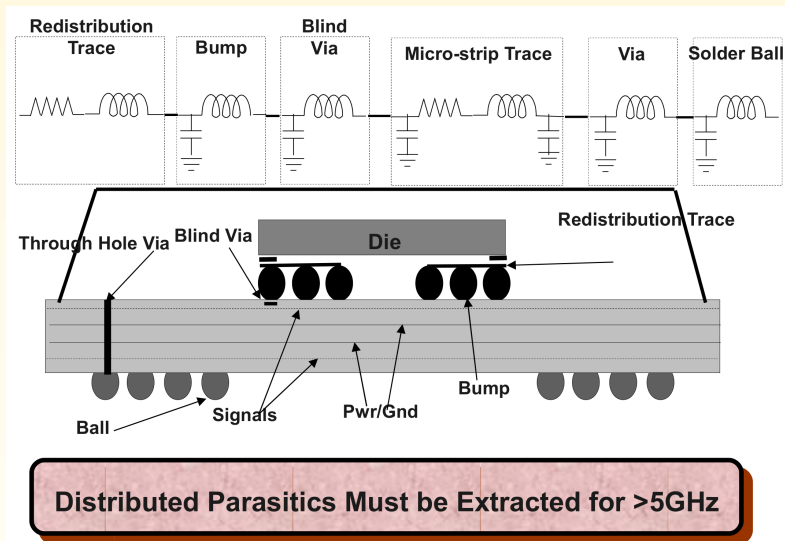 Redistribution
Trace
Bump
Blind
Via
Micro-strip Trace
Via
Solder Ball
Redistribution Trace
Through Hole Via
Blind Via
Die
Bump
Signals
Pwr/Gnd
Ball
Distributed Parasitics Must be Extracted for >5GHz